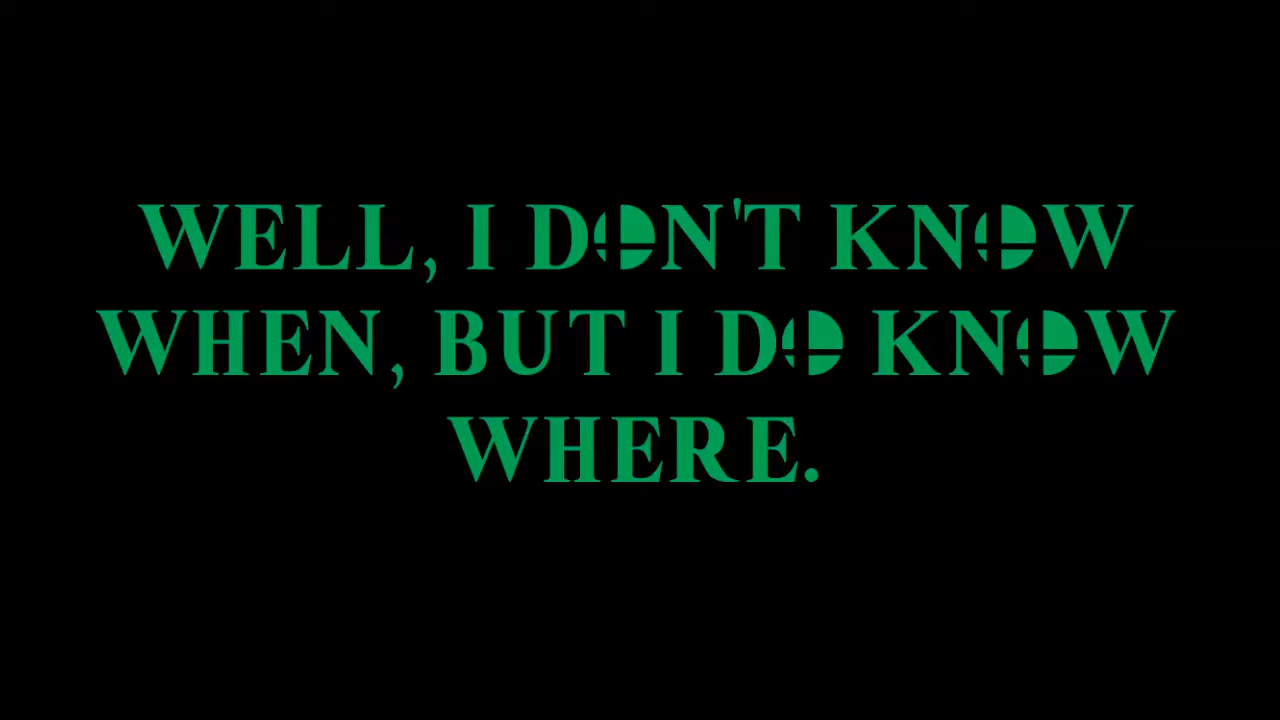 WELL, I DON'T KNOW
WHEN, BUT I DO KNOW
WHERE.